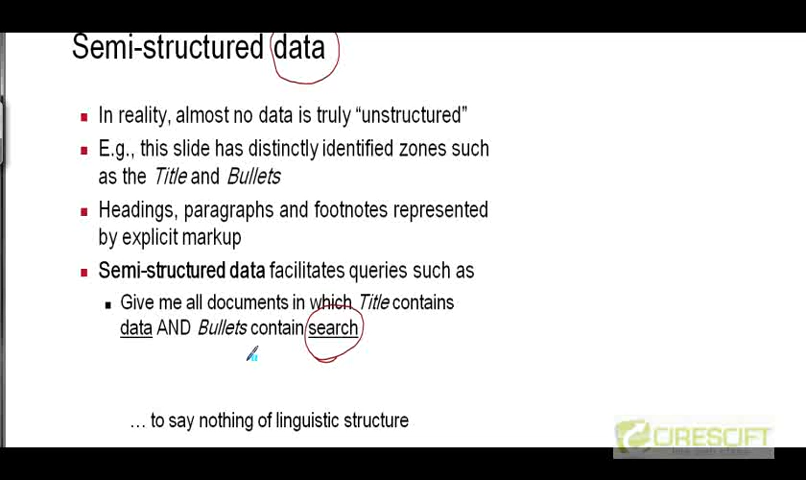 Semi-structured data
In reality, almost no data is truly “unstructured”
E.g., this slide has distinctly identified zones such
as the Title and Bullets
Headings, paragraphs and footnotes represented
by explicit markup
Semi-structured data facilitates queries such as
Give me all documents in which Title contains
data AND Bullets contain search
… to say nothing of linguistic structure